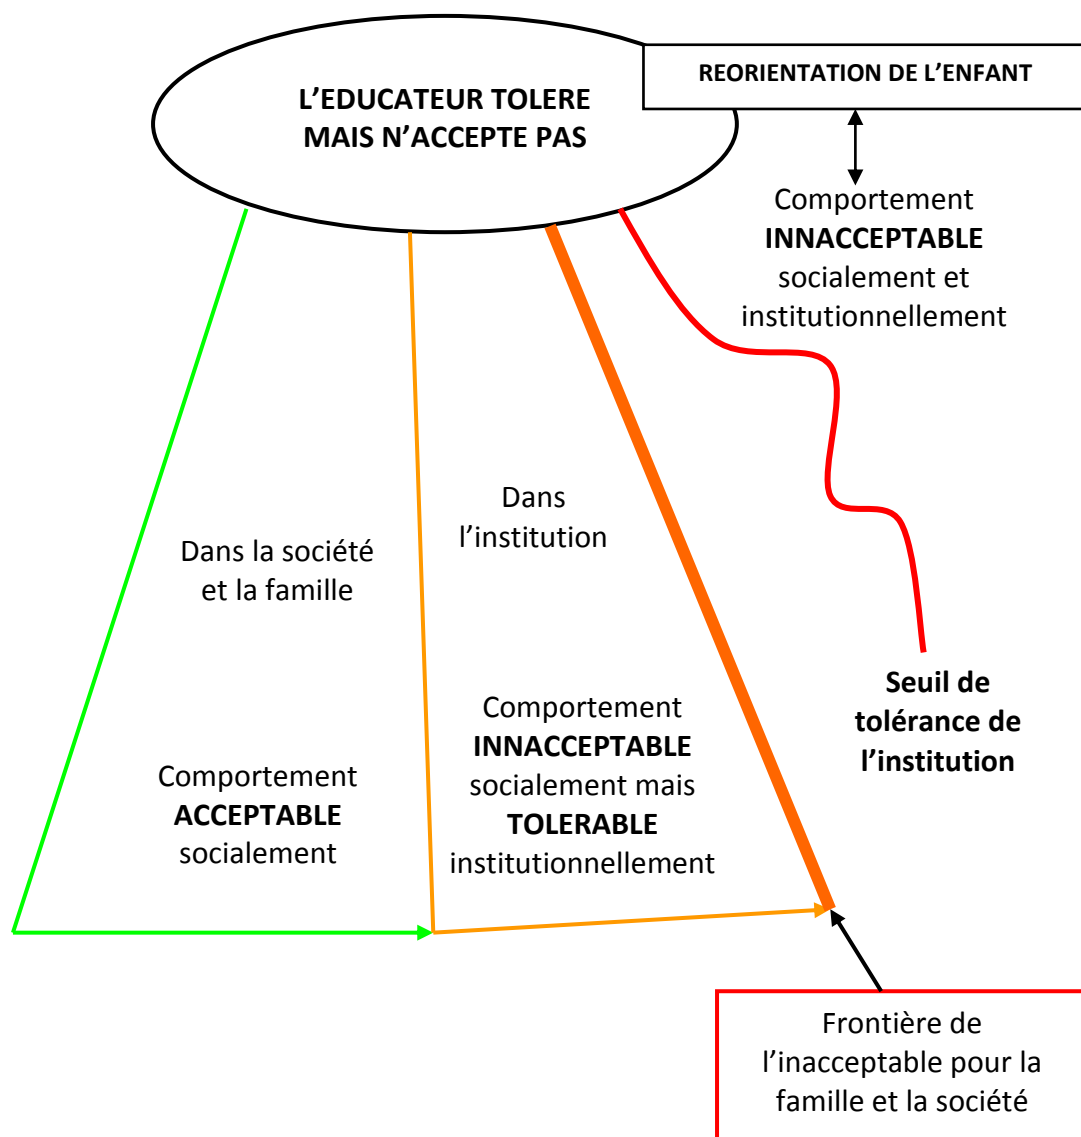 L’EDUCATEUR TOLERE
MAIS N’ACCEPTE PAS
REORIENTATION DE L’ENFANT
Comportement
INNACCEPTABLE
socialement et
institutionnellement
Dans
l’institution
Dans la société
et la famille
Seuil de
tolérance de
l’institution
Comportement
INNACCEPTABLE
socialement mais
TOLERABLE
institutionnellement
Comportement
ACCEPTABLE
socialement
Frontière de
l’inacceptable pour la
famille et la société